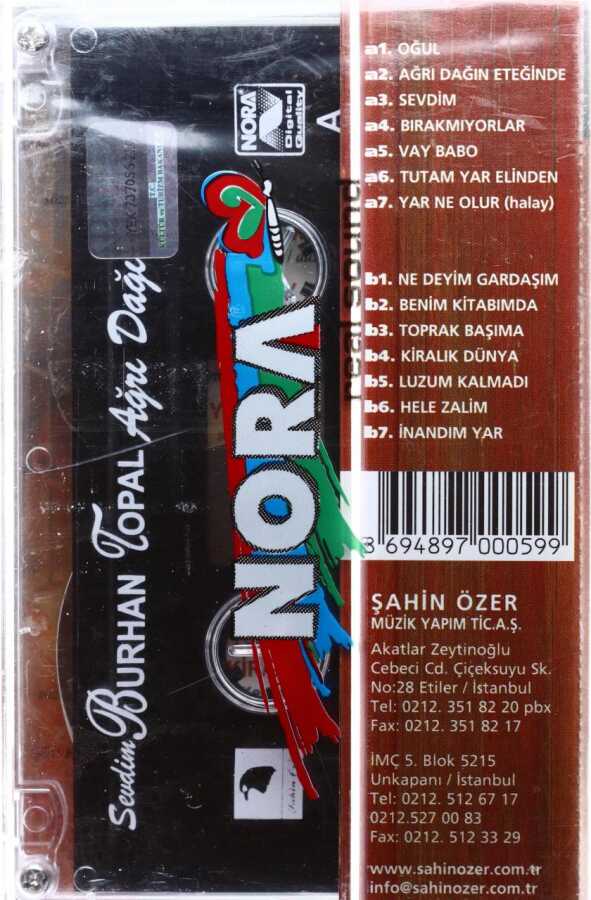 a1. OĞUL
a2. AĞRI DAĞIN ETEĞİNDE
a3. SEVDİM
a4. BIRAKMIYORLAR
a5. VAY BABO
a6. TUTAM YAR ELİNDEN
a7. YAR NE OLUR (halay)
b1. NE DEYİM GARDAŞIM
b2. BENİM KİTABIMDA
b3. TOPRAK BAŞIMA
b4. KİRALIK DÜNYA
b5. LUZUM KALMADI
b6. HELE ZALİM
b7. İNANDIM YAR
8 694897 000599
ŞAHİN ÖZER
MÜZİK YAPIM TİC.A.Ş.
Akatlar Zeytinoğlu
Cebeci Cd. Çiçeksuyu Sk.
No:28 Etiler / İstanbul
Tel: 0212. 351 82 20 pbx
Fax: 0212. 351 82 17
İMÇ 5. Blok 5215
Unkapanı / İstanbul
Tel: 0212. 512 67 17
0212.527 00 83
Fax: 0212. 512 33 29
www.sahinozer.com.tr
info@sahinozer.com.tr
Sevdim BURHAN TOPAL Ağrı Dağı
NORA
real sound
NORA
Digital
Quality
A
T.C.
KÜLTÜR ve TURİZM BAKANLIĞI